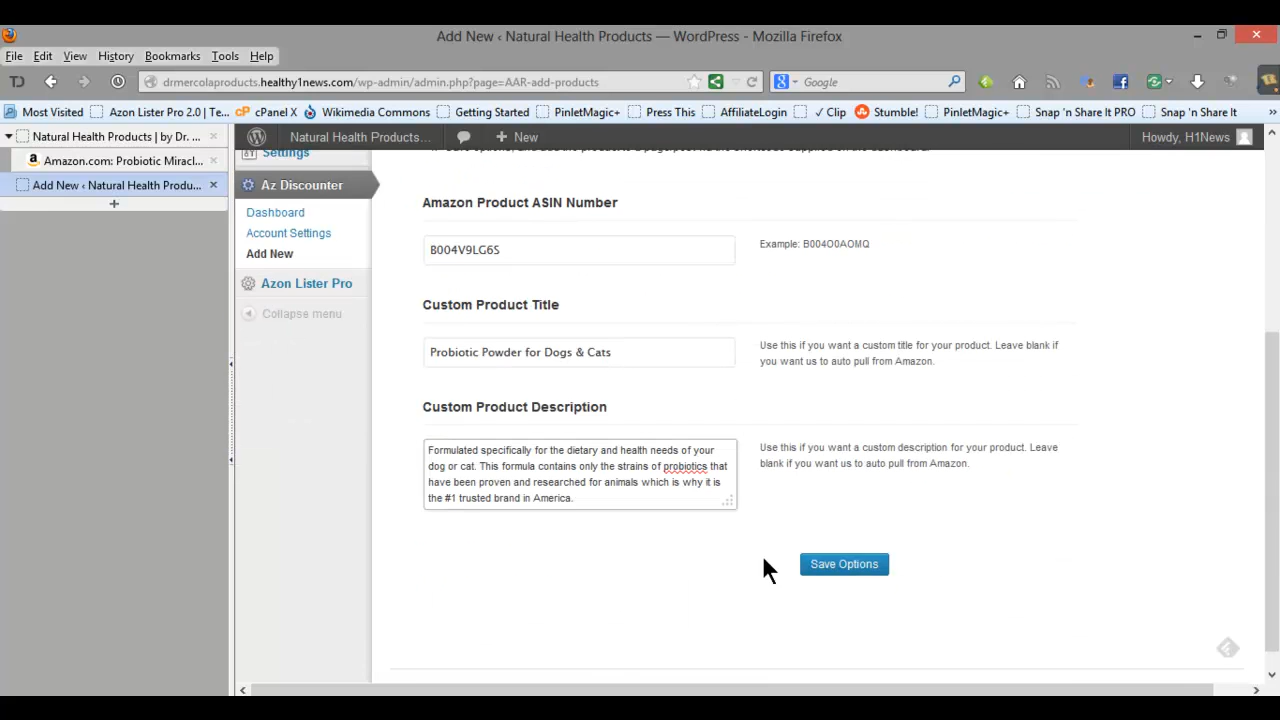 Add New ‹ Natural Health Products — WordPress - Mozilla Firefox
File Edit View History Bookmarks Tools Help
drmercolaproducts.healthy1news.com/wp-admin/admin.php?page=AAR-add-products
Google
Most Visited Azon Lister Pro 2.0 | Te... cPanel X Wikimedia Commons Getting Started PinletMagic+ Press This AffiliateLogin ✓ Clip Stumble! PinletMagic+ Snap 'n Share It PRO Snap 'n Share It »
Natural Health Products | by Dr. ...
Amazon.com: Probiotic Miracl...
Add New ‹ Natural Health Produ...
Natural Health Products... New Howdy, H1News
Settings
Az Discounter
Dashboard
Account Settings
Add New
Azon Lister Pro
Collapse menu
Amazon Product ASIN Number
B004V9LG6S
Example: B004O0AOMQ
Custom Product Title
Probiotic Powder for Dogs & Cats
Use this if you want a custom title for your product. Leave blank if
you want us to auto pull from Amazon.
Custom Product Description
Formulated specifically for the dietary and health needs of your
dog or cat. This formula contains only the strains of probiotics that
have been proven and researched for animals which is why it is
the #1 trusted brand in America.
Use this if you want a custom description for your product. Leave
blank if you want us to auto pull from Amazon.
Save Options